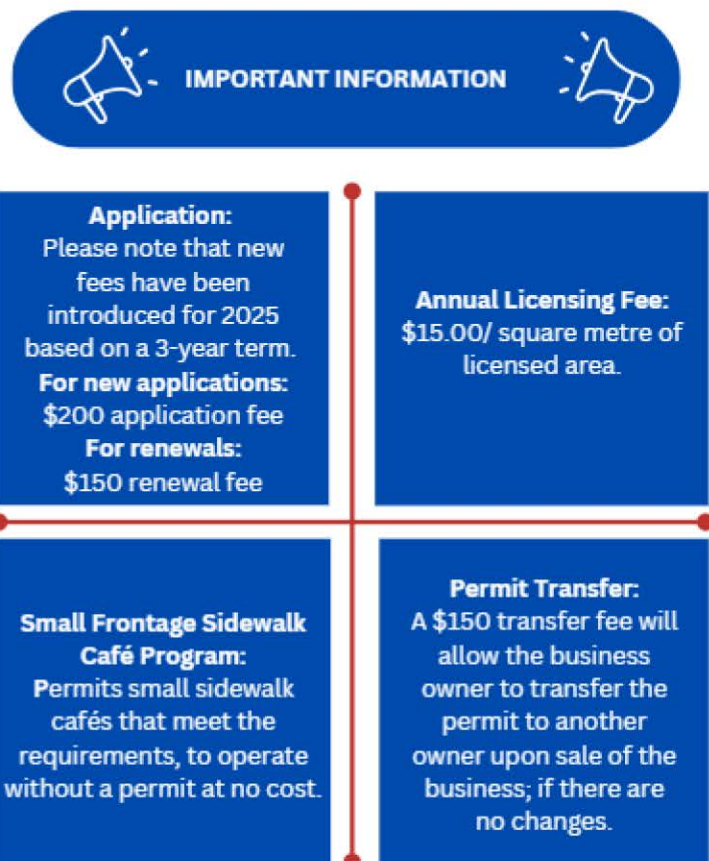 IMPORTANT INFORMATION
Application:
Please note that new
fees have been
introduced for 2025
based on a 3-year term.
For new applications:
$200 application fee
For renewals:
$150 renewal fee
Annual Licensing Fee:
$15.00/ square metre of
licensed area.
Small Frontage Sidewalk
Café Program:
Permits small sidewalk
cafés that meet the
requirements, to operate
without a permit at no cost.
Permit Transfer:
A $150 transfer fee will
allow the business
owner to transfer the
permit to another
owner upon sale of the
business; if there are
no changes.